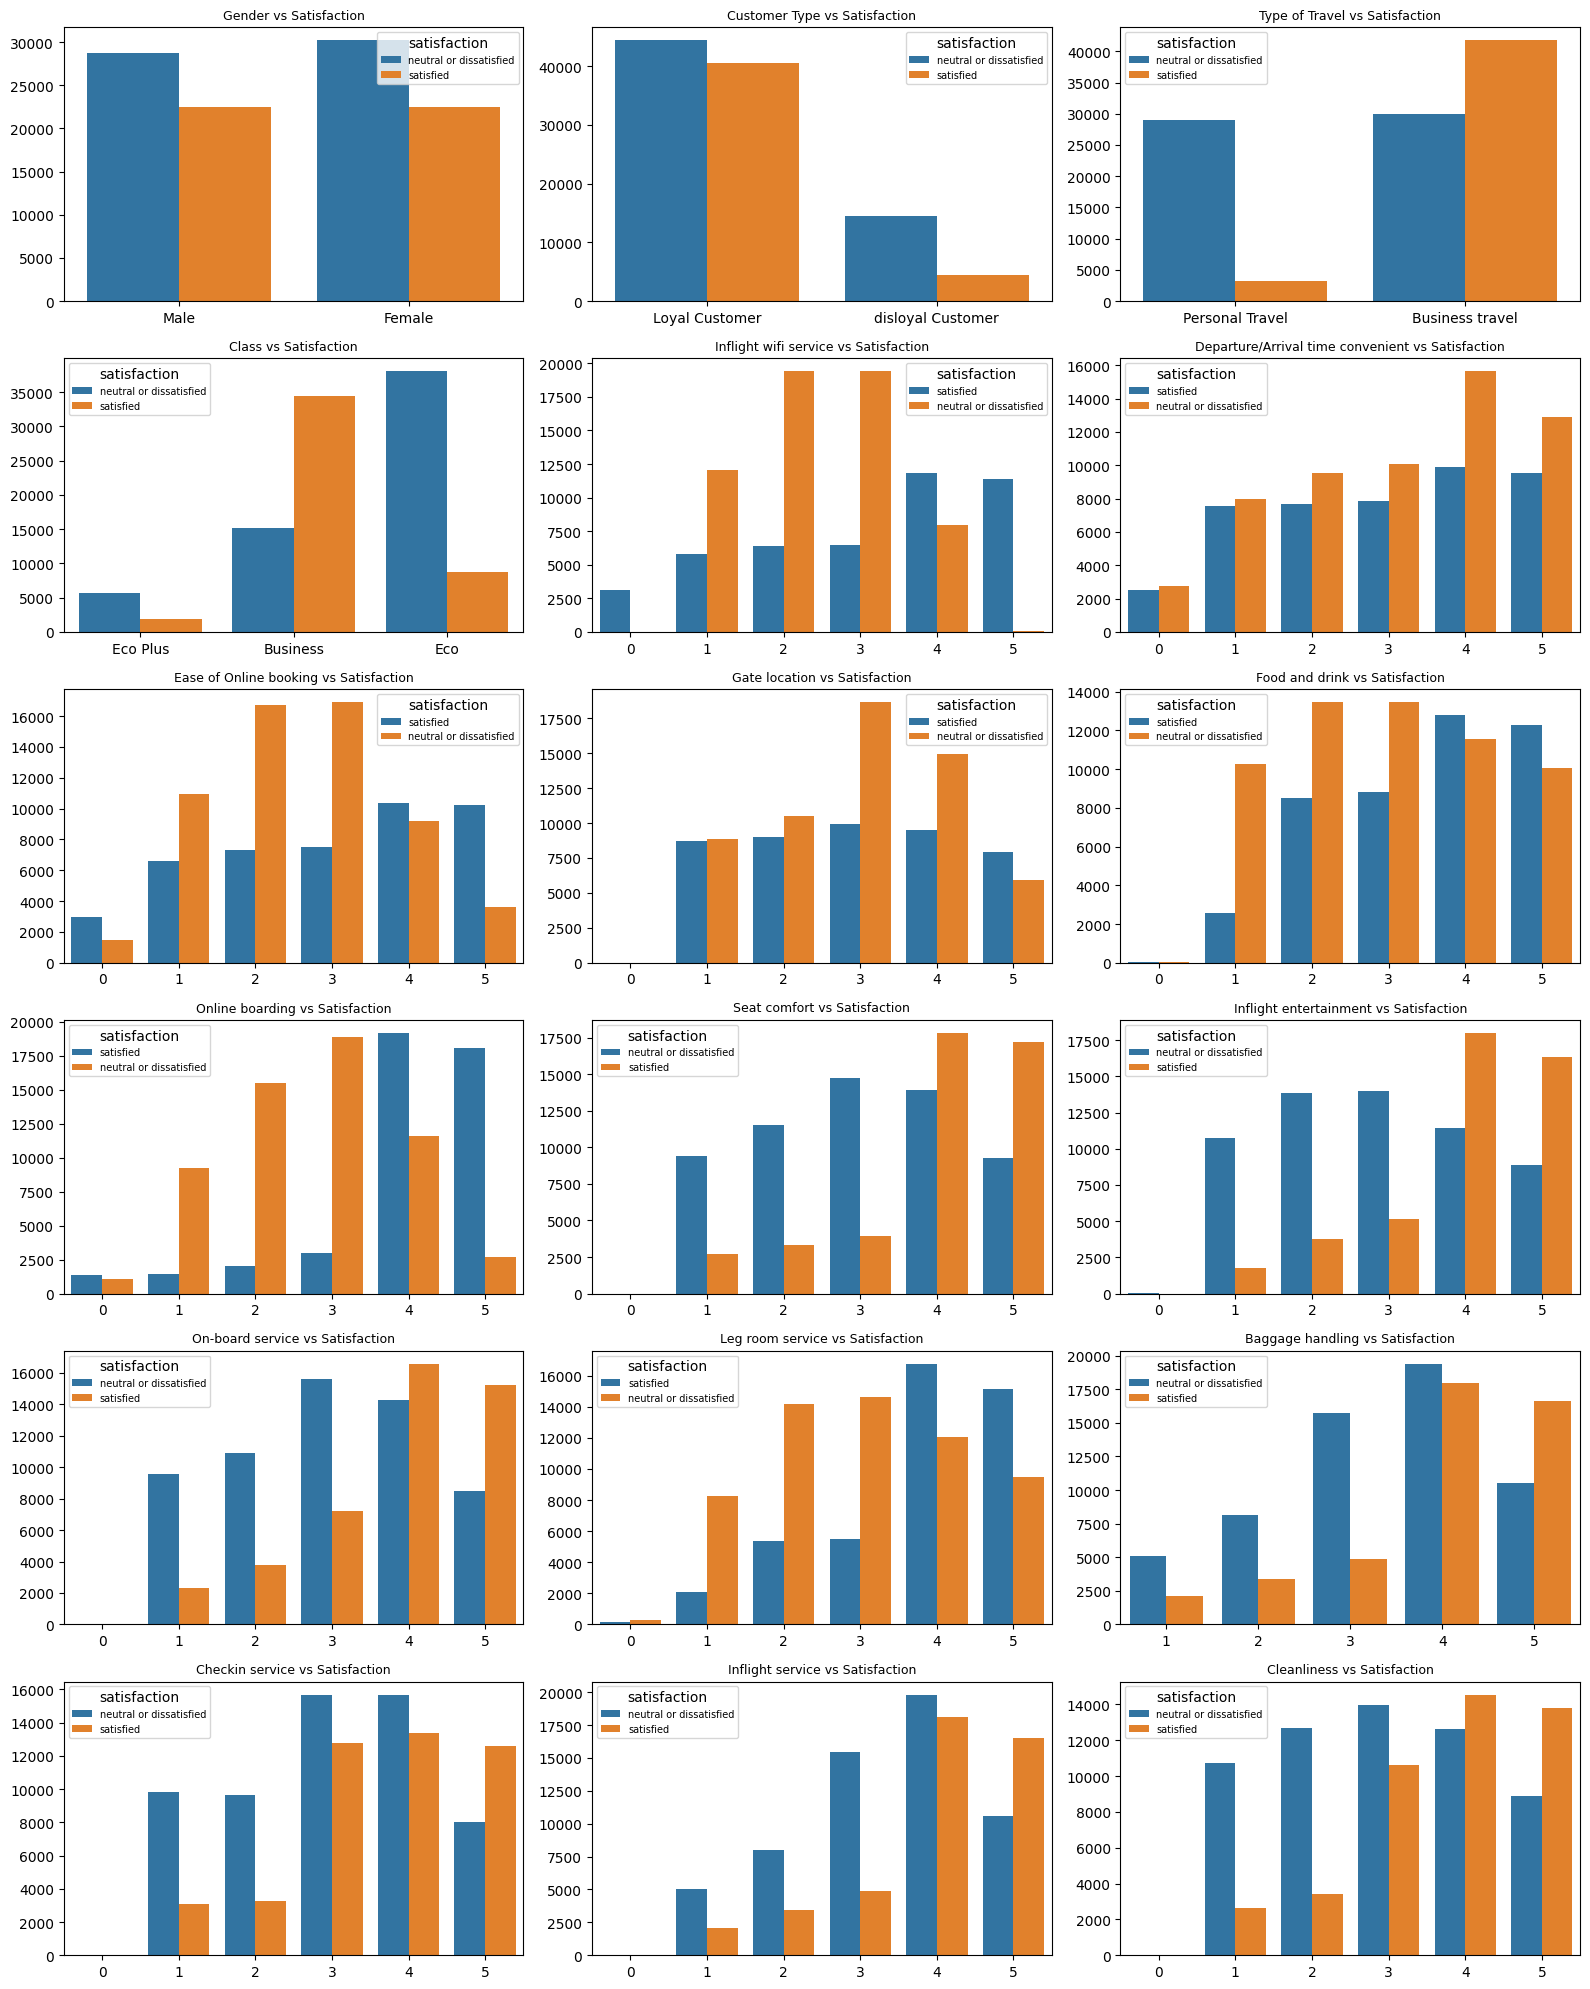 Gender vs Satisfaction
30000
25000
20000
15000
10000
5000
0
satisfaction
neutral or dissatisfied
satisfied
Male Female
Customer Type vs Satisfaction
40000
30000
20000
10000
0
satisfaction
neutral or dissatisfied
satisfied
Loyal Customer disloyal Customer
Type of Travel vs Satisfaction
40000
35000
30000
25000
20000
15000
10000
5000
0
satisfaction
neutral or dissatisfied
satisfied
Personal Travel Business travel
Class vs Satisfaction
35000
30000
25000
20000
15000
10000
5000
0
satisfaction
neutral or dissatisfied
satisfied
Eco Plus Business Eco
Inflight wifi service vs Satisfaction
20000
17500
15000
12500
10000
7500
5000
2500
0
satisfaction
satisfied
neutral or dissatisfied
0 1 2 3 4 5
Departure/Arrival time convenient vs Satisfaction
16000
14000
12000
10000
8000
6000
4000
2000
0
satisfaction
satisfied
neutral or dissatisfied
0 1 2 3 4 5
Ease of Online booking vs Satisfaction
16000
14000
12000
10000
8000
6000
4000
2000
0
satisfaction
satisfied
neutral or dissatisfied
0 1 2 3 4 5
Gate location vs Satisfaction
17500
15000
12500
10000
7500
5000
2500
0
satisfaction
satisfied
neutral or dissatisfied
0 1 2 3 4 5
Food and drink vs Satisfaction
14000
12000
10000
8000
6000
4000
2000
0
satisfaction
satisfied
neutral or dissatisfied
0 1 2 3 4 5
Online boarding vs Satisfaction
20000
17500
15000
12500
10000
7500
5000
2500
0
satisfaction
satisfied
neutral or dissatisfied
0 1 2 3 4 5
Seat comfort vs Satisfaction
17500
15000
12500
10000
7500
5000
2500
0
satisfaction
neutral or dissatisfied
satisfied
0 1 2 3 4 5
Inflight entertainment vs Satisfaction
17500
15000
12500
10000
7500
5000
2500
0
satisfaction
neutral or dissatisfied
satisfied
0 1 2 3 4 5
On-board service vs Satisfaction
16000
14000
12000
10000
8000
6000
4000
2000
0
satisfaction
neutral or dissatisfied
satisfied
0 1 2 3 4 5
Leg room service vs Satisfaction
16000
14000
12000
10000
8000
6000
4000
2000
0
satisfaction
satisfied
neutral or dissatisfied
0 1 2 3 4 5
Baggage handling vs Satisfaction
20000
17500
15000
12500
10000
7500
5000
2500
0
satisfaction
neutral or dissatisfied
satisfied
1 2 3 4 5
Checkin service vs Satisfaction
16000
14000
12000
10000
8000
6000
4000
2000
0
satisfaction
neutral or dissatisfied
satisfied
0 1 2 3 4 5
Inflight service vs Satisfaction
20000
17500
15000
12500
10000
7500
5000
2500
0
satisfaction
neutral or dissatisfied
satisfied
0 1 2 3 4 5
Cleanliness vs Satisfaction
14000
12000
10000
8000
6000
4000
2000
0
satisfaction
neutral or dissatisfied
satisfied
0 1 2 3 4 5